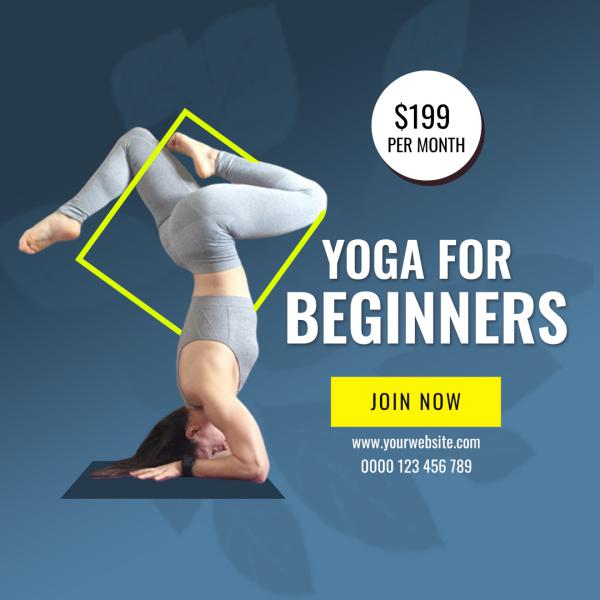 $199
PER MONTH
YOGA FOR
BEGINNERS
JOIN NOW
www.yourwebsite.com
0000 123 456 789